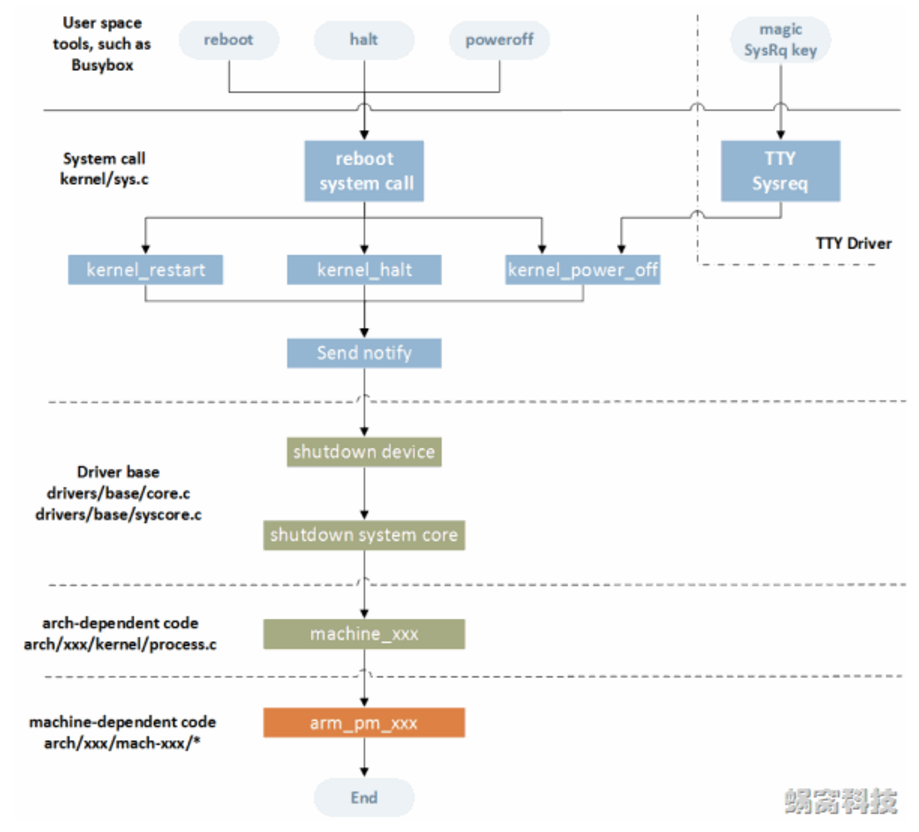 User space
tools, such as
Busybox
reboot
halt
poweroff
magic
SysRq key
System call
kernel/sys.c
reboot
system call
TTY
Sysreq
TTY Driver
kernel_restart
kernel_halt
kernel_power_off
Send notify
Driver base
drivers/base/core.c
drivers/base/syscore.c
shutdown device
shutdown system core
arch-dependent code
arch/xxx/kernel/process.c
machine_xxx
machine-dependent code
arch/xxx/mach-xxx/*
arm_pm_xxx
End
蜗窝科技